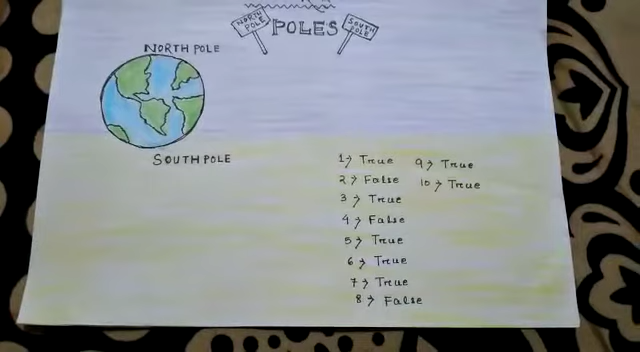 NORTH POLE
SOUTH POLE
POLES
NORTH POLE
SOUTH POLE
1) True
2) False
3) True
4) False
5) True
6) True
7) True
8) False
9) True
10) True